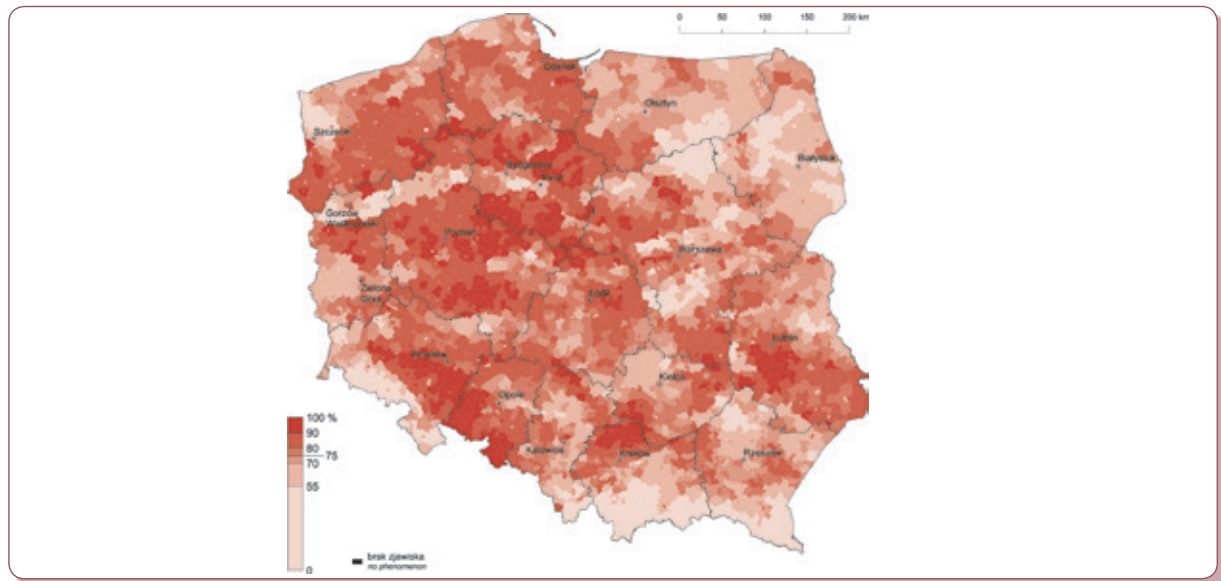 0 50 100 150 200 km
Gdańsk
Olsztyn
Szczecin
Białystok
Bydgoszcz
Toruń
Gorzów
Wielkopolski
Poznań
Warszawa
Zielona
Góra
Łódź
Wrocław
Lublin
Kielce
Opole
Katowice
Kraków
Rzeszów
100 %
90
80
75
70
55
0
brak zjawiska
no phenomenon